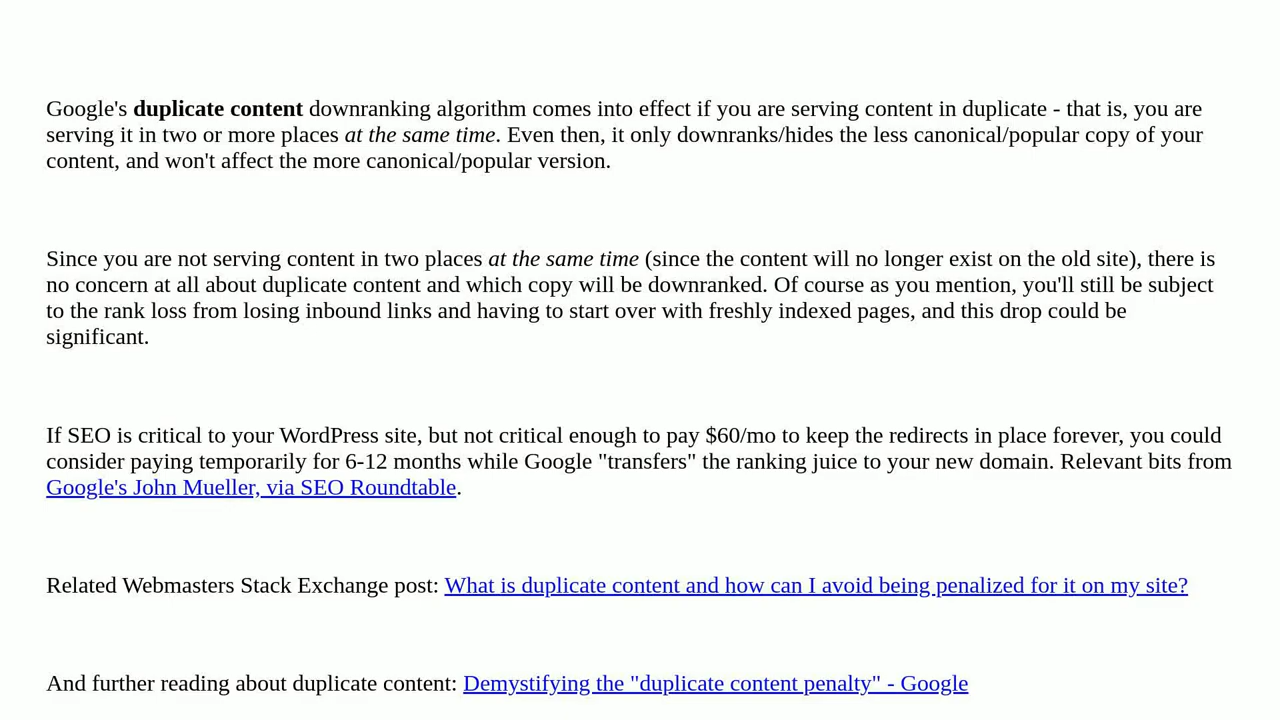 Google's duplicate content downranking algorithm comes into effect if you are serving content in duplicate - that is, you are
serving it in two or more places at the same time. Even then, it only downranks/hides the less canonical/popular copy of your
content, and won't affect the more canonical/popular version.
Since you are not serving content in two places at the same time (since the content will no longer exist on the old site), there is
no concern at all about duplicate content and which copy will be downranked. Of course as you mention, you'll still be subject
to the rank loss from losing inbound links and having to start over with freshly indexed pages, and this drop could be
significant.
If SEO is critical to your WordPress site, but not critical enough to pay $60/mo to keep the redirects in place forever, you could
consider paying temporarily for 6-12 months while Google "transfers" the ranking juice to your new domain. Relevant bits from
Google's John Mueller, via SEO Roundtable.
Related Webmasters Stack Exchange post: What is duplicate content and how can I avoid being penalized for it on my site?
And further reading about duplicate content: Demystifying the "duplicate content penalty" - Google